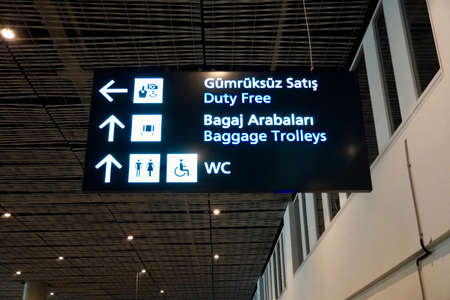 Gümrüksüz Satış
Duty Free
Bagaj Arabaları
Baggage Trolleys
WC